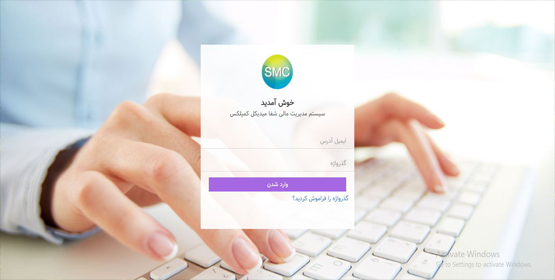 SMC
خوش آمدید
سیستم مدیریت مالی شفا میدیکل کمپلکس
ایمیل آدرس
گذرواژه
وارد شدن
گذرواژه را فراموش کردید؟
Activate Windows
Go to Settings to activate Windows.